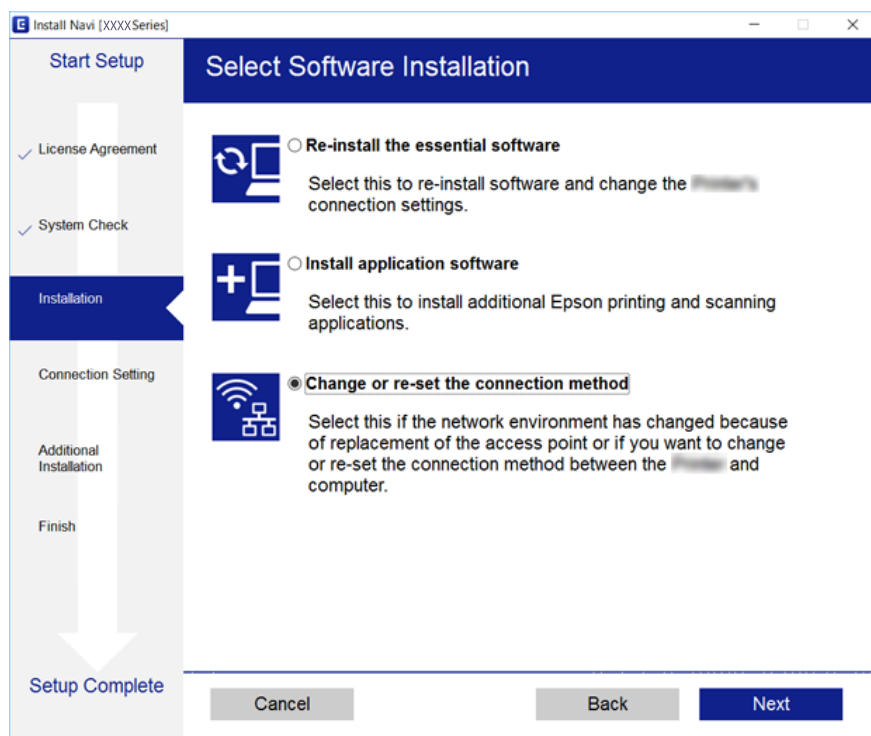 Install Navi [XXXX Series]
Start Setup
License Agreement
System Check
Installation
Connection Setting
Additional
Installation
Finish
Setup Complete
Select Software Installation
Re-install the essential software
Select this to re-install software and change the
connection settings.
Install application software
Select this to install additional Epson printing and scanning
applications.
Change or re-set the connection method
Select this if the network environment has changed because
of replacement of the access point or if you want to change
or re-set the connection method between the and
computer.
Cancel
Back
Next